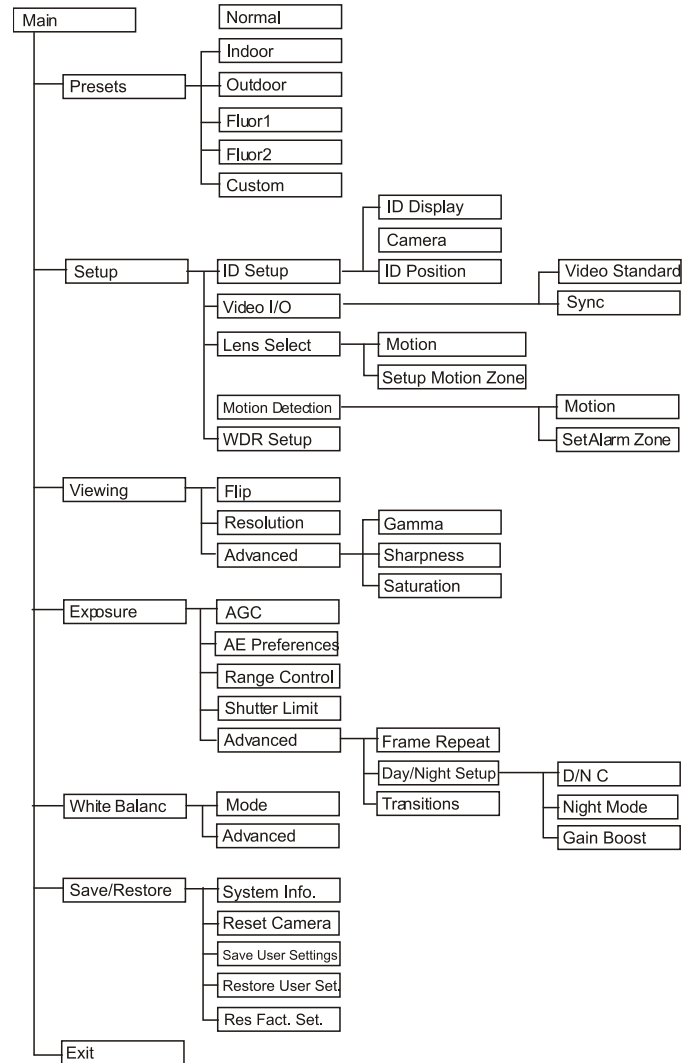 Main
Normal
Indoor
Presets
Outdoor
Fluor1
Fluor2
Custom
ID Display
Camera
Setup
ID Setup
ID Position
Video Standard
Video I/O
Sync
Lens Select
Motion
Setup Motion Zone
Motion Detection
Motion
WDR Setup
SetAlarm Zone
Viewing
Flip
Resolution
Gamma
Advanced
Sharpness
Saturation
Exposure
AGC
AE Preferences
Range Control
Shutter Limit
Advanced
Frame Repeat
Day/Night Setup
D/N C
Transitions
Night Mode
Gain Boost
White Balanc
Mode
Advanced
Save/Restore
System Info.
Reset Camera
Save User Settings
Restore User Set.
Res Fact. Set.
Exit